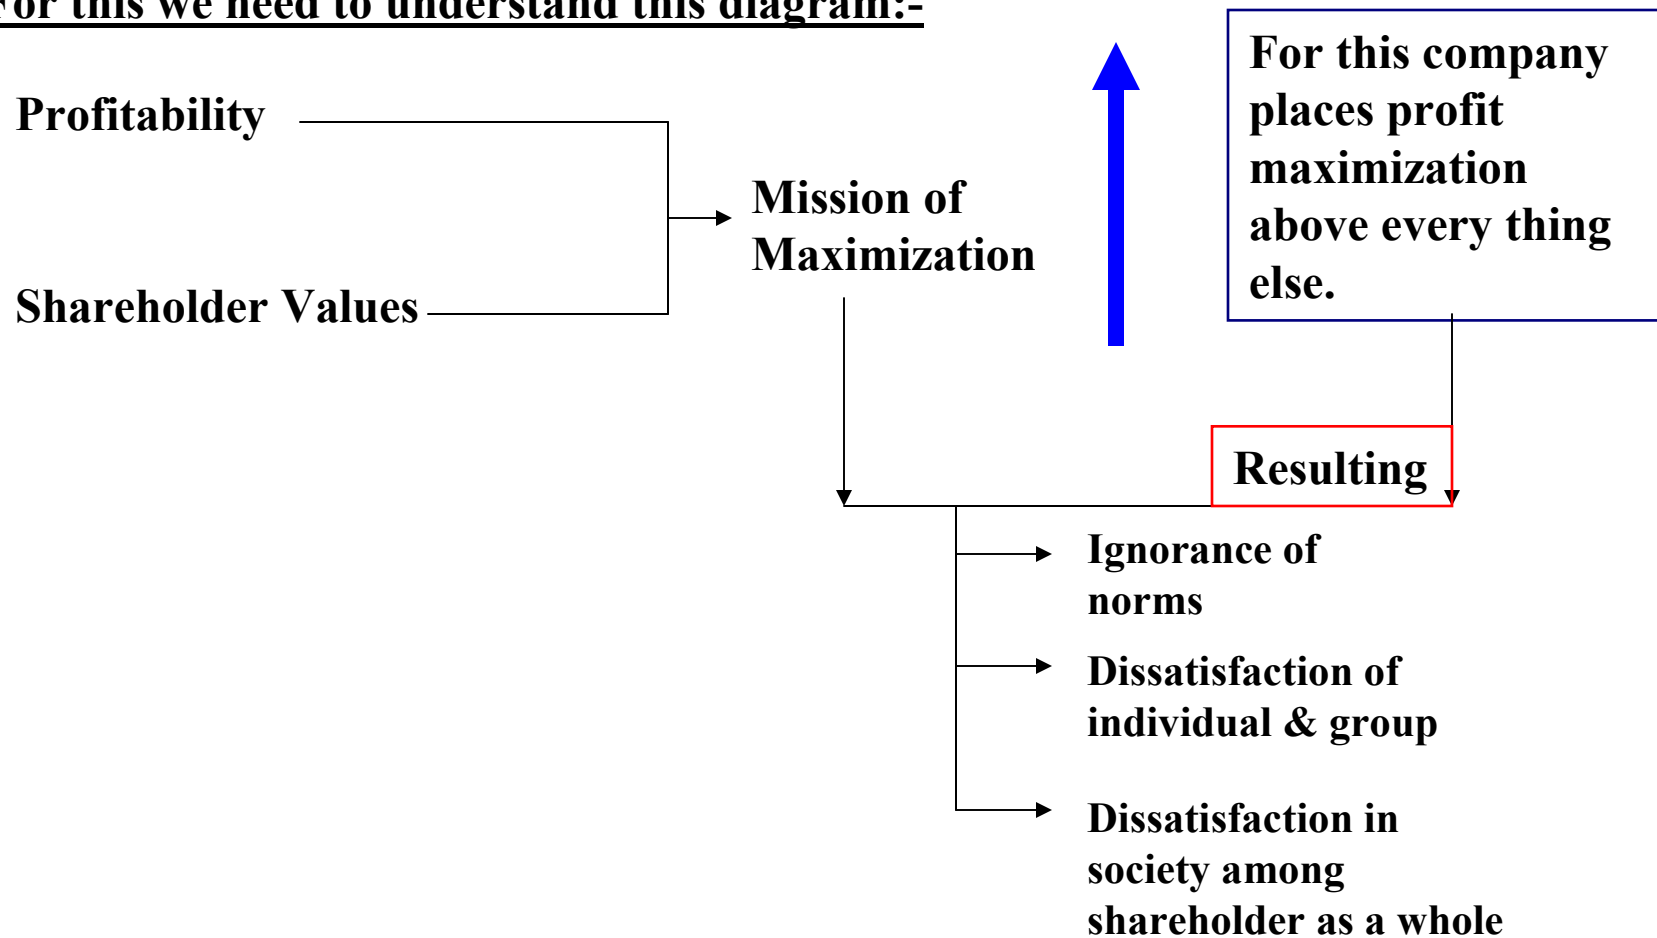 For this we need to understand this diagram:-
Profitability
Shareholder Values
Mission of
Maximization
For this company
places profit
maximization
above every thing
else.
Resulting
Ignorance of
norms
Dissatisfaction of
individual & group
Dissatisfaction in
society among
shareholder as a whole